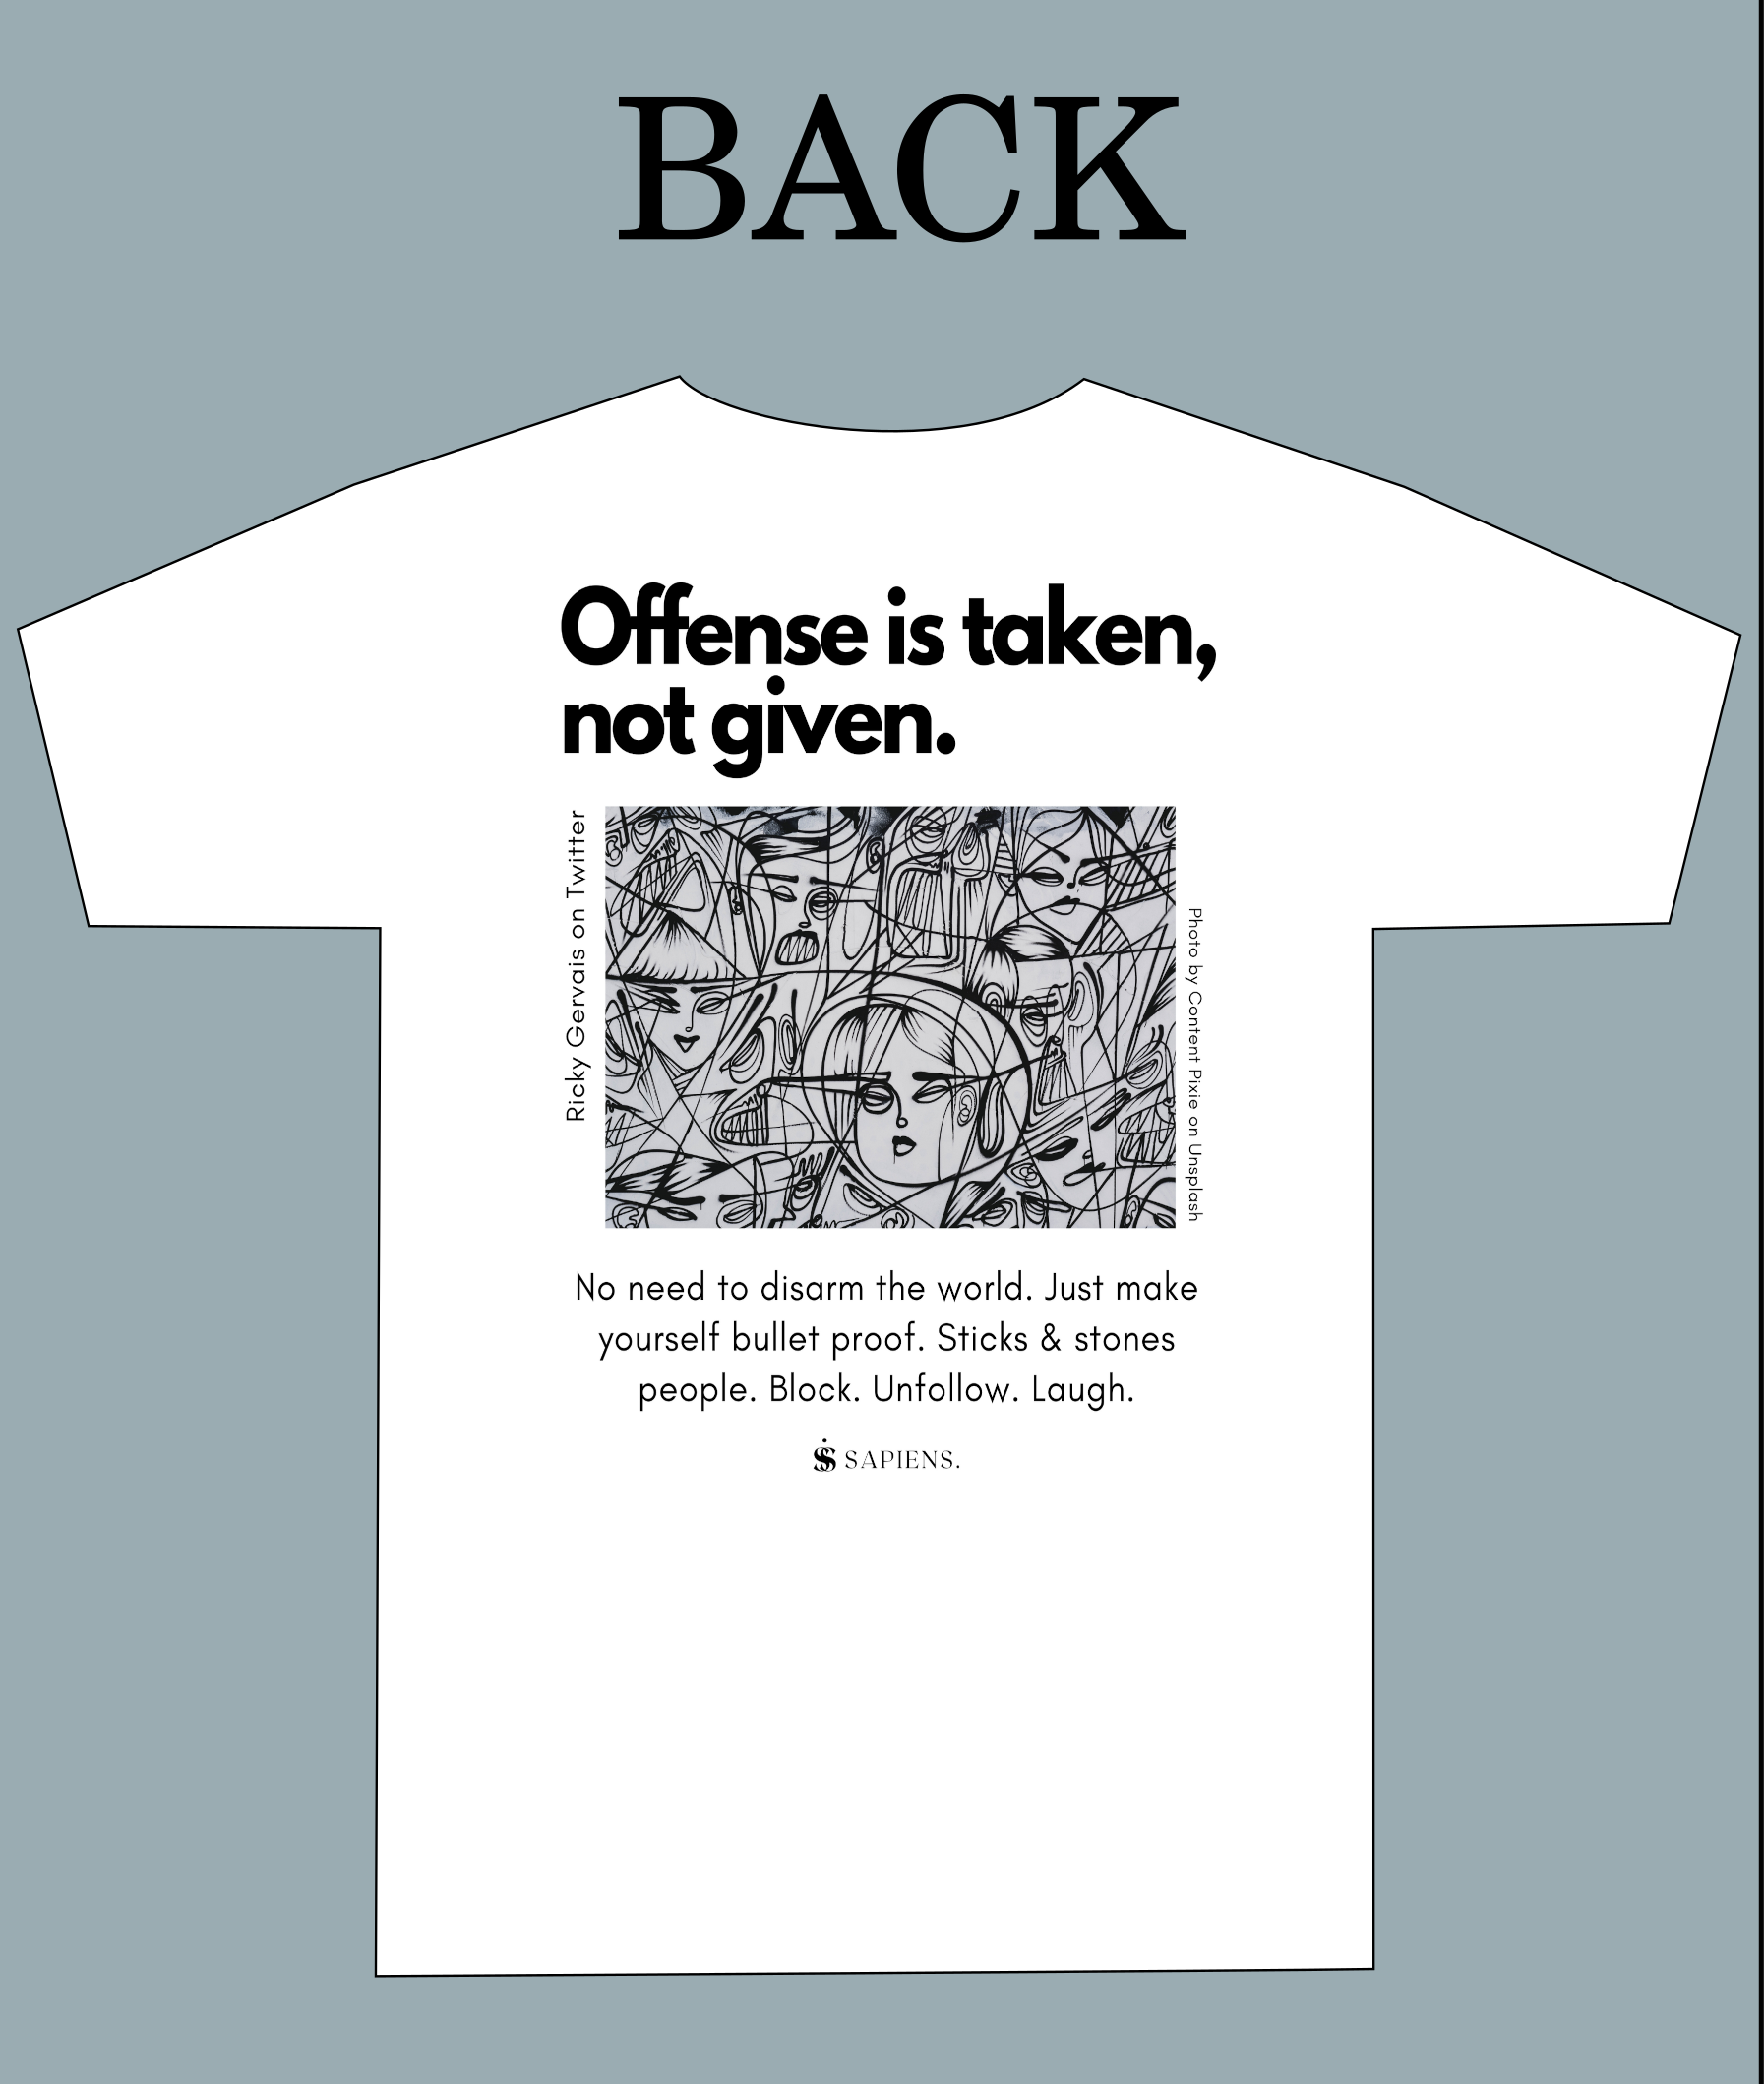 BACK
Offense is taken,
not given.
Ricky Gervais on Twitter
Photo by Content Pixie on Unsplash
No need to disarm the world. Just make
yourself bullet proof. Sticks & stones
people. Block. Unfollow. Laugh.
SAPIENS.